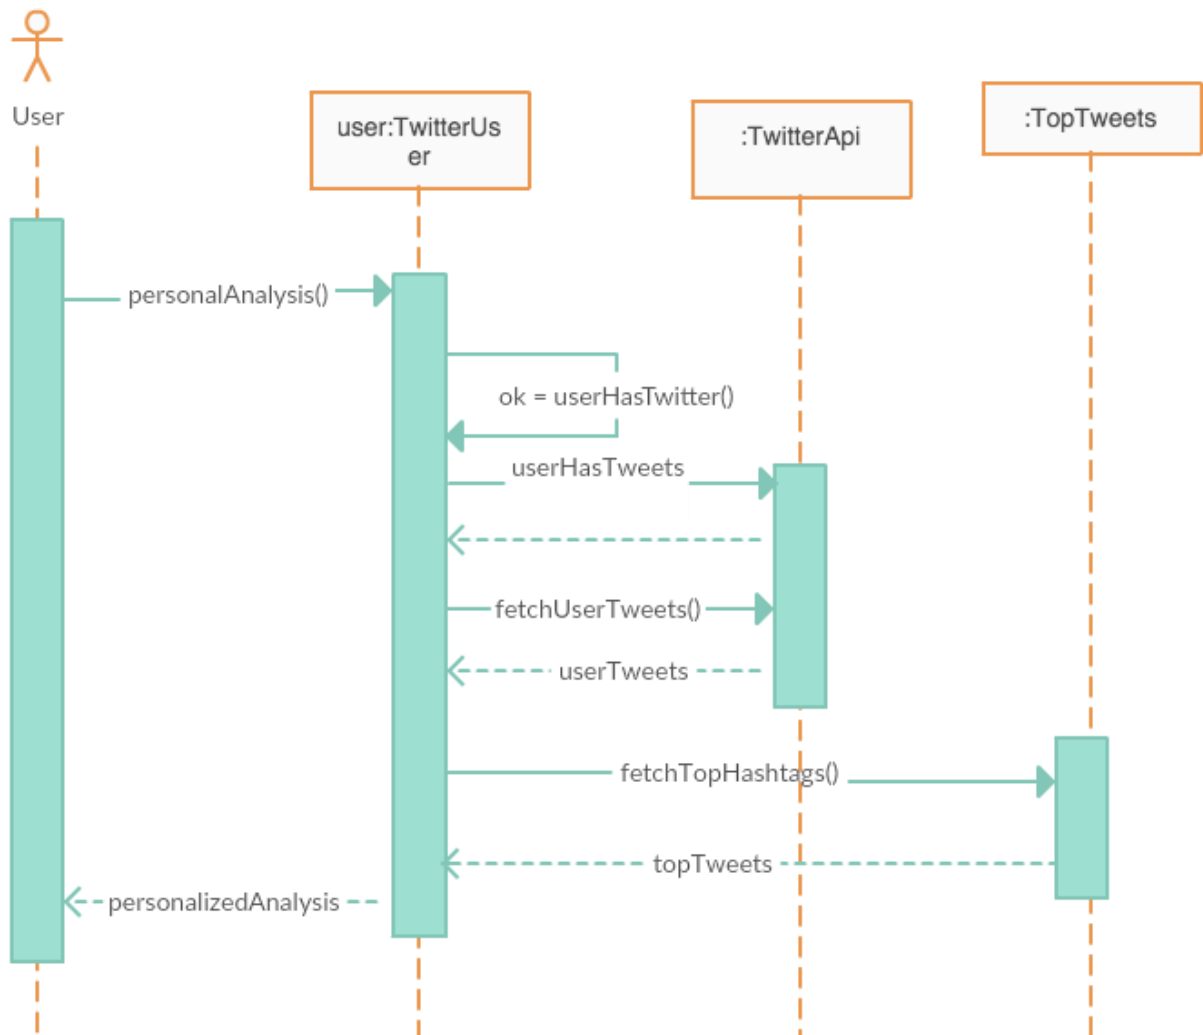 User
user:TwitterUs
er
:TwitterApi
:TopTweets
personalAnalysis()
ok = userHasTwitter()
userHasTweets
fetchUserTweets()
userTweets
fetchTopHashtags()
topTweets
personalizedAnalysis